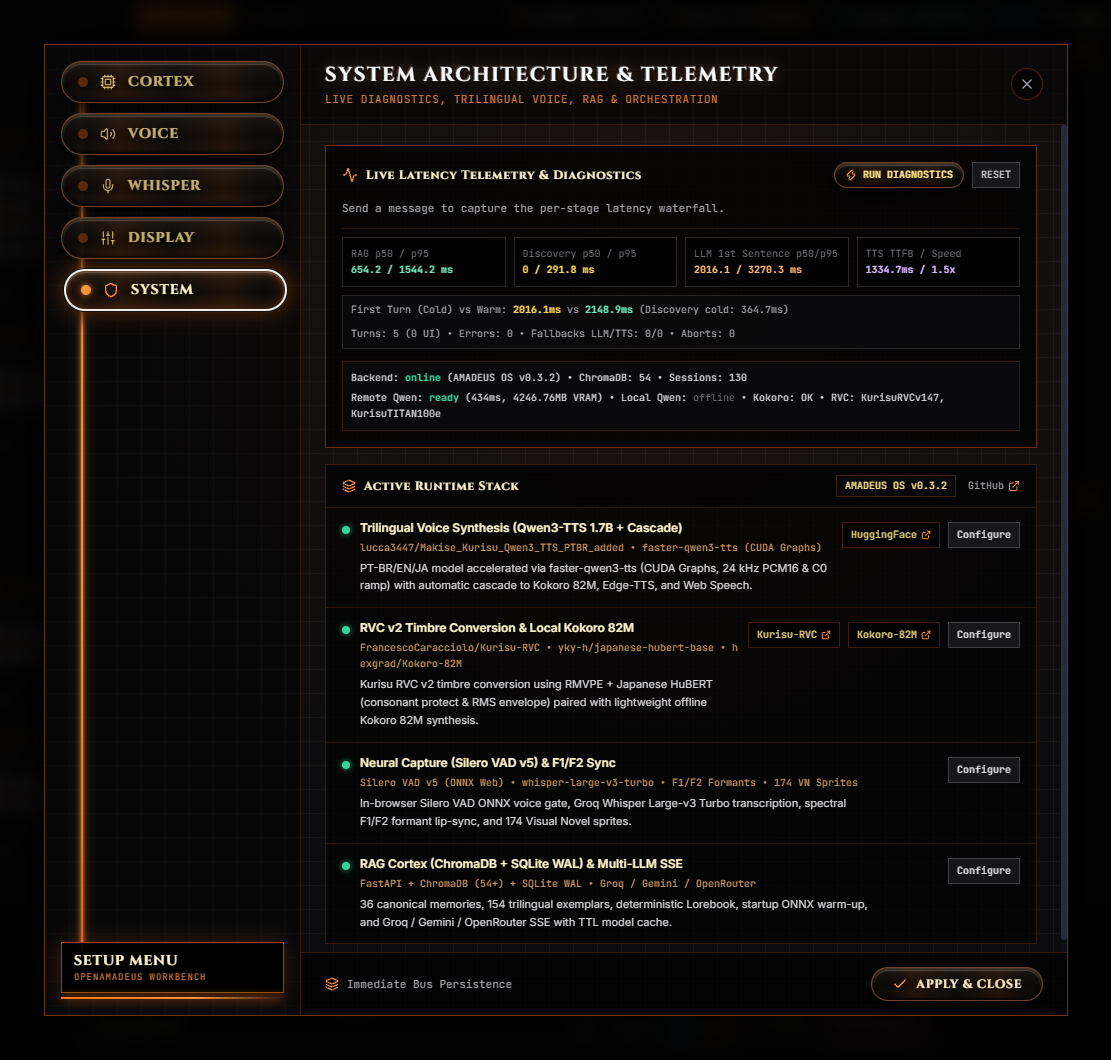 CORTEX
VOICE
WHISPER
DISPLAY
SYSTEM
SETUP MENU
OPENAMADEUS WORKBENCH
SYSTEM ARCHITECTURE & TELEMETRY
LIVE DIAGNOSTICS, TRILINGUAL VOICE, RAG & ORCHESTRATION
LIVE LATENCY TELEMETRY & DIAGNOSTICS
RUN DIAGNOSTICS
RESET
Send a message to capture the per-stage latency waterfall.
RAG p50 / p95
654.2 / 1544.2 ms
Discovery p50 / p95
0 / 291.8 ms
LLM 1st Sentence p50/p95
2016.1 / 3270.3 ms
TTS TTFB / Speed
1334.7ms / 1.5x
First Turn (Cold) vs Warm: 2016.1ms vs 2148.9ms (Discovery cold: 364.7ms)
Turns: 5 (0 UI) • Errors: 0 • Fallbacks LLM/TTS: 0/0 • Aborts: 0
Backend: online (AMADEUS OS v0.3.2) • ChromaDB: 54 • Sessions: 130
Remote Qwen: ready (434ms, 4246.76MB VRAM) • Local Qwen: offline • Kokoro: OK • RVC: KurisuRVCv147,
KurisuTITAN100e
ACTIVE RUNTIME STACK
AMADEUS OS v0.3.2
GitHub
Trilingual Voice Synthesis (Qwen3-TTS 1.7B + Cascade)
lucca3447/Makise_Kurisu_Qwen3_TTS_PTBR_added • faster-qwen3-tts (CUDA Graphs)
PT-BR/EN/JA model accelerated via faster-qwen3-tts (CUDA Graphs, 24 kHz PCM16 & C0
ramp) with automatic cascade to Kokoro 82M, Edge-TTS, and Web Speech.
HuggingFace
Configure
RVC v2 Timbre Conversion & Local Kokoro 82M
FrancescoCaracciolo/Kurisu-RVC • yky-h/japanese-hubert-base • h
exgrad/Kokoro-82M
Kurisu RVC v2 timbre conversion using RMVPE + Japanese HuBERT
(consonant protect & RMS envelope) paired with lightweight offline
Kokoro 82M synthesis.
Kurisu-RVC
Kokoro-82M
Configure
Neural Capture (Silero VAD v5) & F1/F2 Sync
Silero VAD v5 (ONNX Web) • whisper-large-v3-turbo • F1/F2 Formants • 174 VN Sprites
In-browser Silero VAD ONNX voice gate, Groq Whisper Large-v3 Turbo transcription, spectral
F1/F2 formant lip-sync, and 174 Visual Novel sprites.
Configure
RAG Cortex (ChromaDB + SQLite WAL) & Multi-LLM SSE
FastAPI + ChromaDB (54+) + SQLite WAL • Groq / Gemini / OpenRouter
36 canonical memories, 154 trilingual exemplars, deterministic Lorebook, startup ONNX warm-up,
and Groq / Gemini / OpenRouter SSE with TTL model cache.
Configure
Immediate Bus Persistence
APPLY & CLOSE